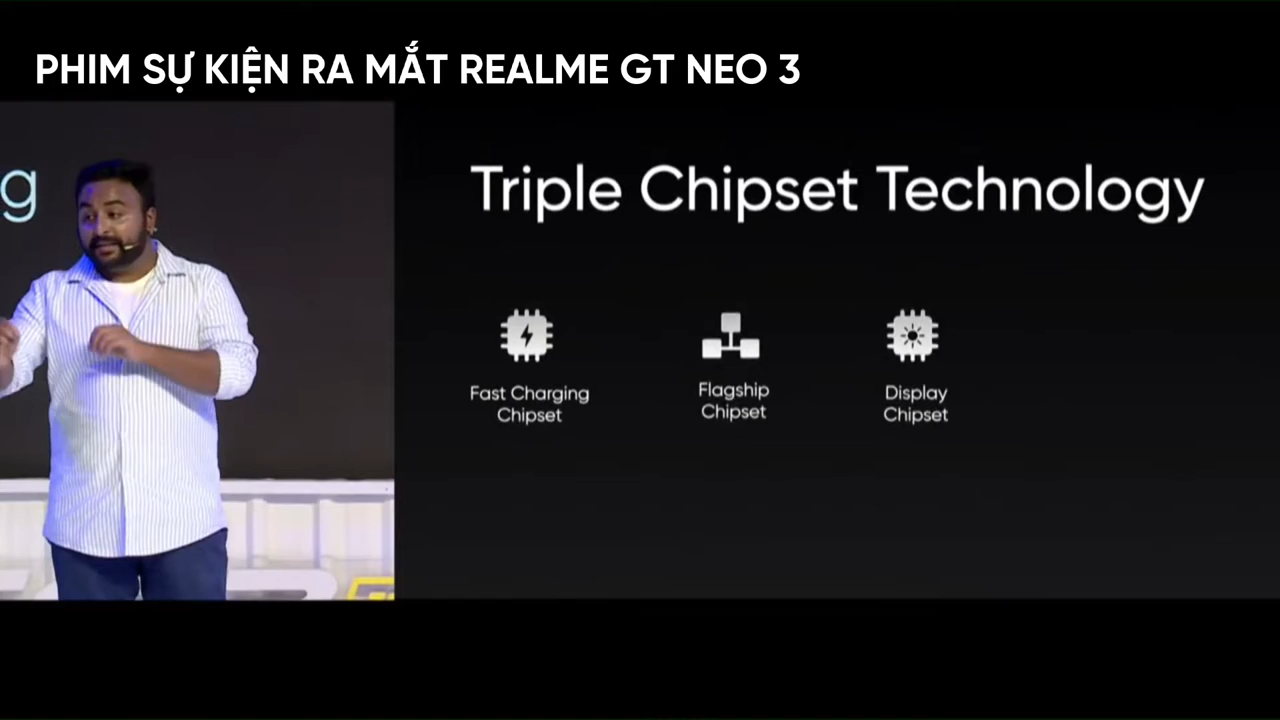 PHIM SỰ KIỆN RA MẮT REALME GT NEO 3
g
Triple Chipset Technology
Fast Charging
Chipset
Flagship
Chipset
Display
Chipset